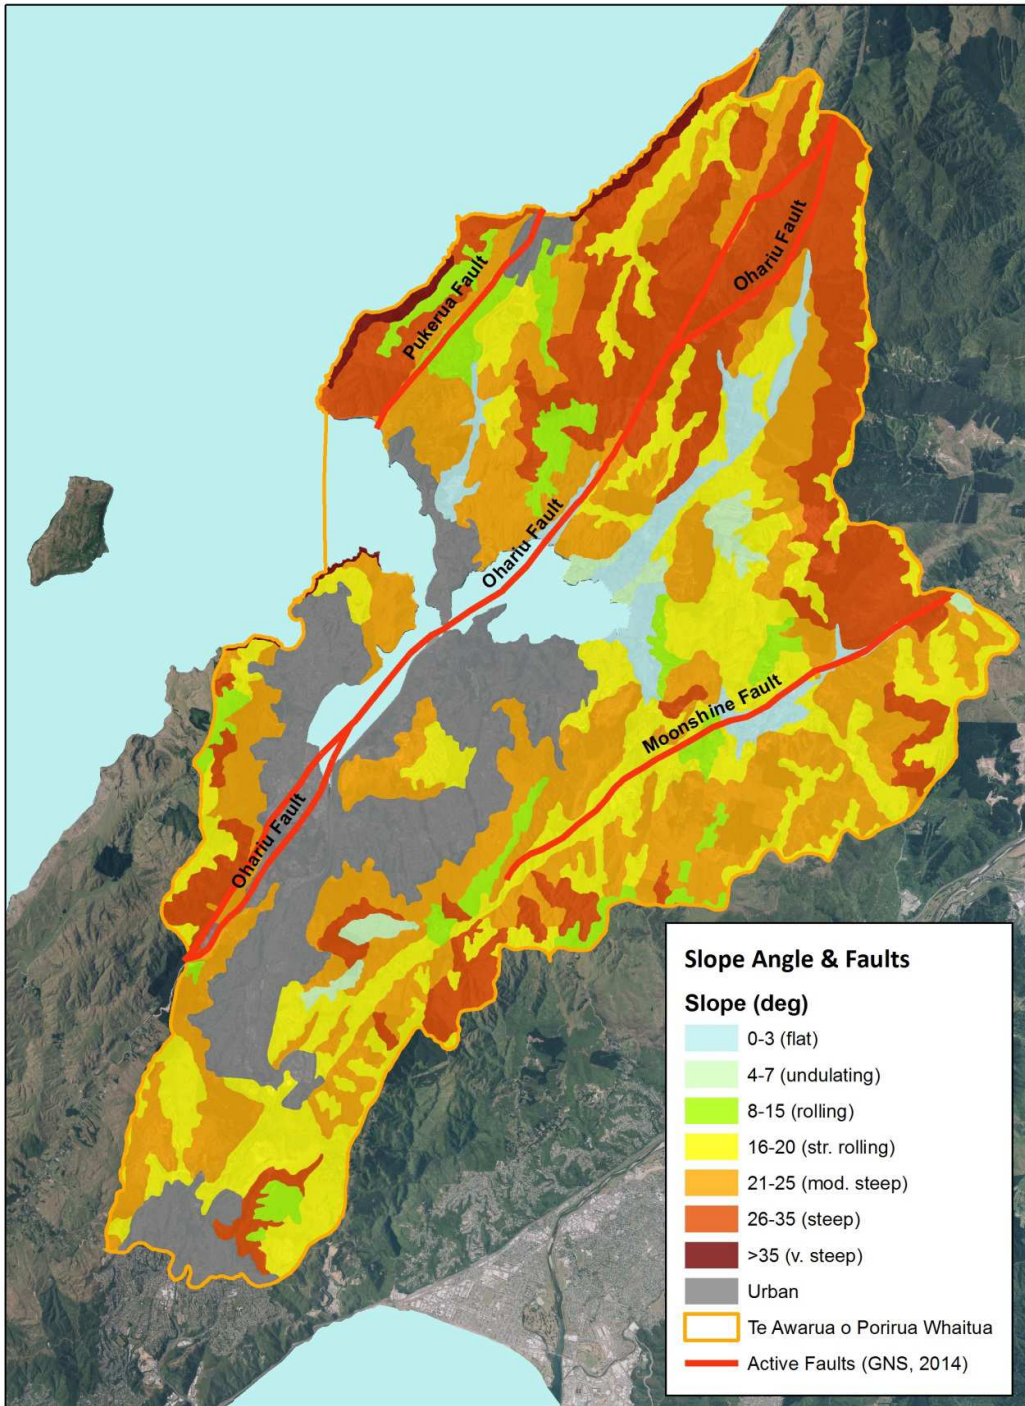 Ohariu Fault
Pukerua Fault
Ohariu Fault
Moonshine Fault
Ohariu Fault
Slope Angle & Faults
Slope (deg)
0-3 (flat)
4-7 (undulating)
8-15 (rolling)
16-20 (str. rolling)
21-25 (mod. steep)
26-35 (steep)
>35 (v. steep)
Urban
Te Awarua o Porirua Whaitua
Active Faults (GNS, 2014)